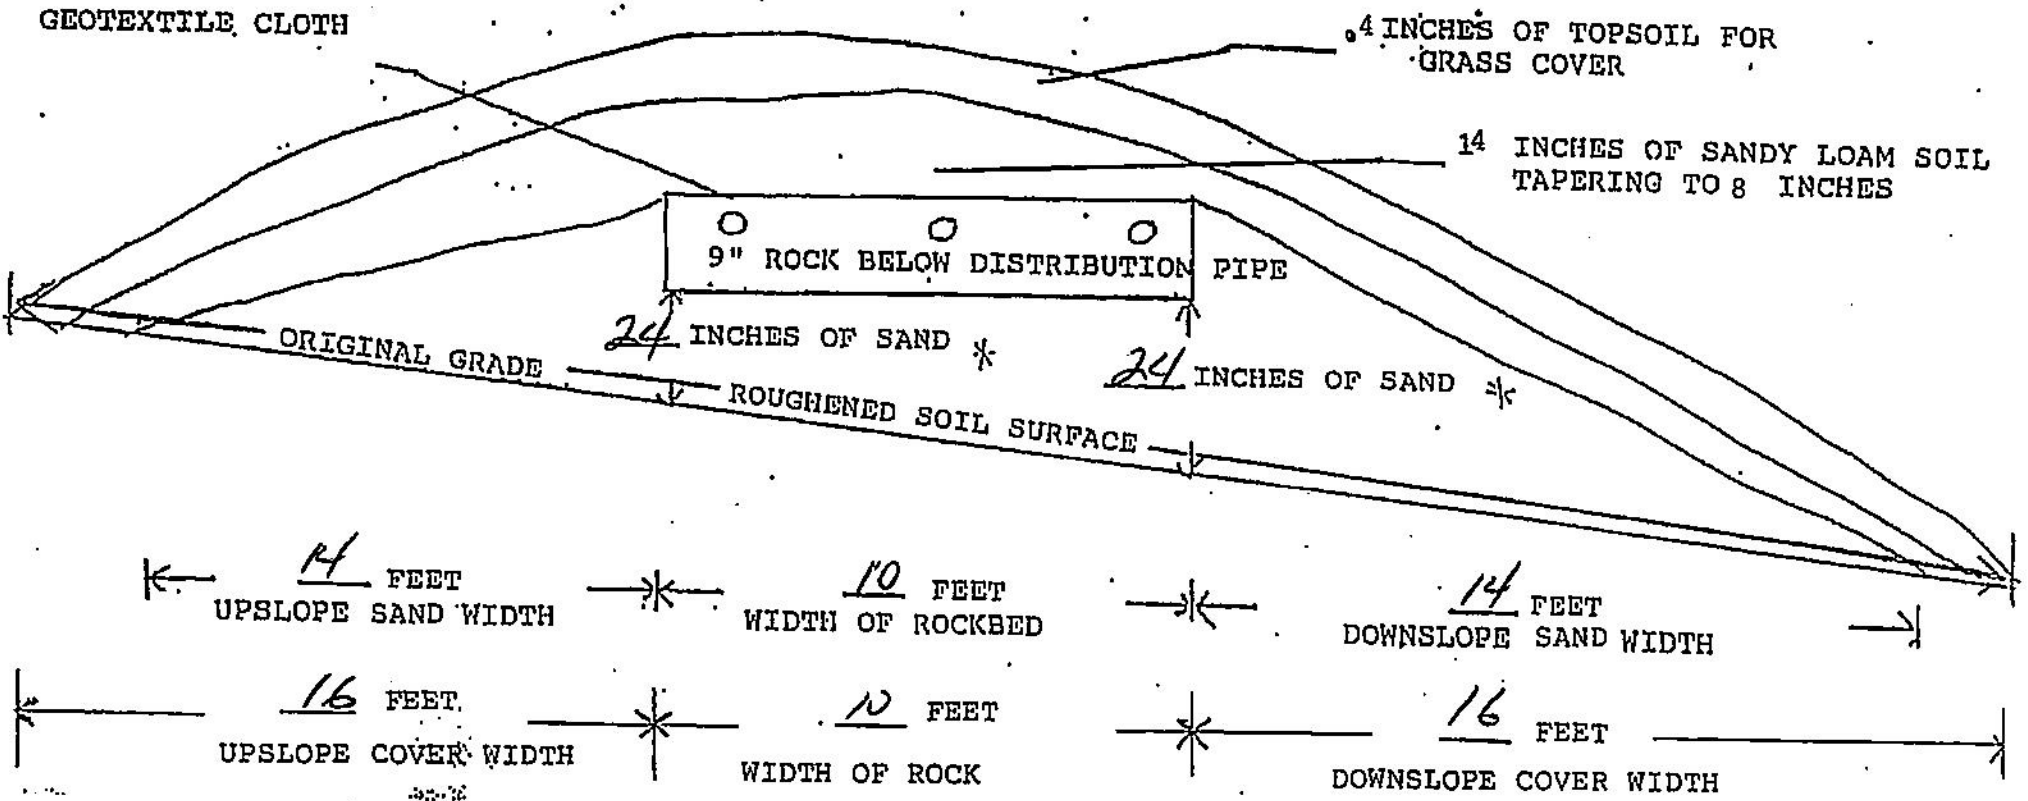 GEOTEXTILE CLOTH
4 INCHES OF TOPSOIL FOR
GRASS COVER
14 INCHES OF SANDY LOAM SOIL
TAPERING TO 8 INCHES
9" ROCK BELOW DISTRIBUTION PIPE
24 INCHES OF SAND *
24 INCHES OF SAND *
ORIGINAL GRADE
ROUGHENED SOIL SURFACE
14 FEET
UPSLOPE SAND WIDTH
10 FEET
WIDTH OF ROCKBED
14 FEET
DOWNSLOPE SAND WIDTH
16 FEET
UPSLOPE COVER WIDTH
10 FEET
WIDTH OF ROCK
16 FEET
DOWNSLOPE COVER WIDTH